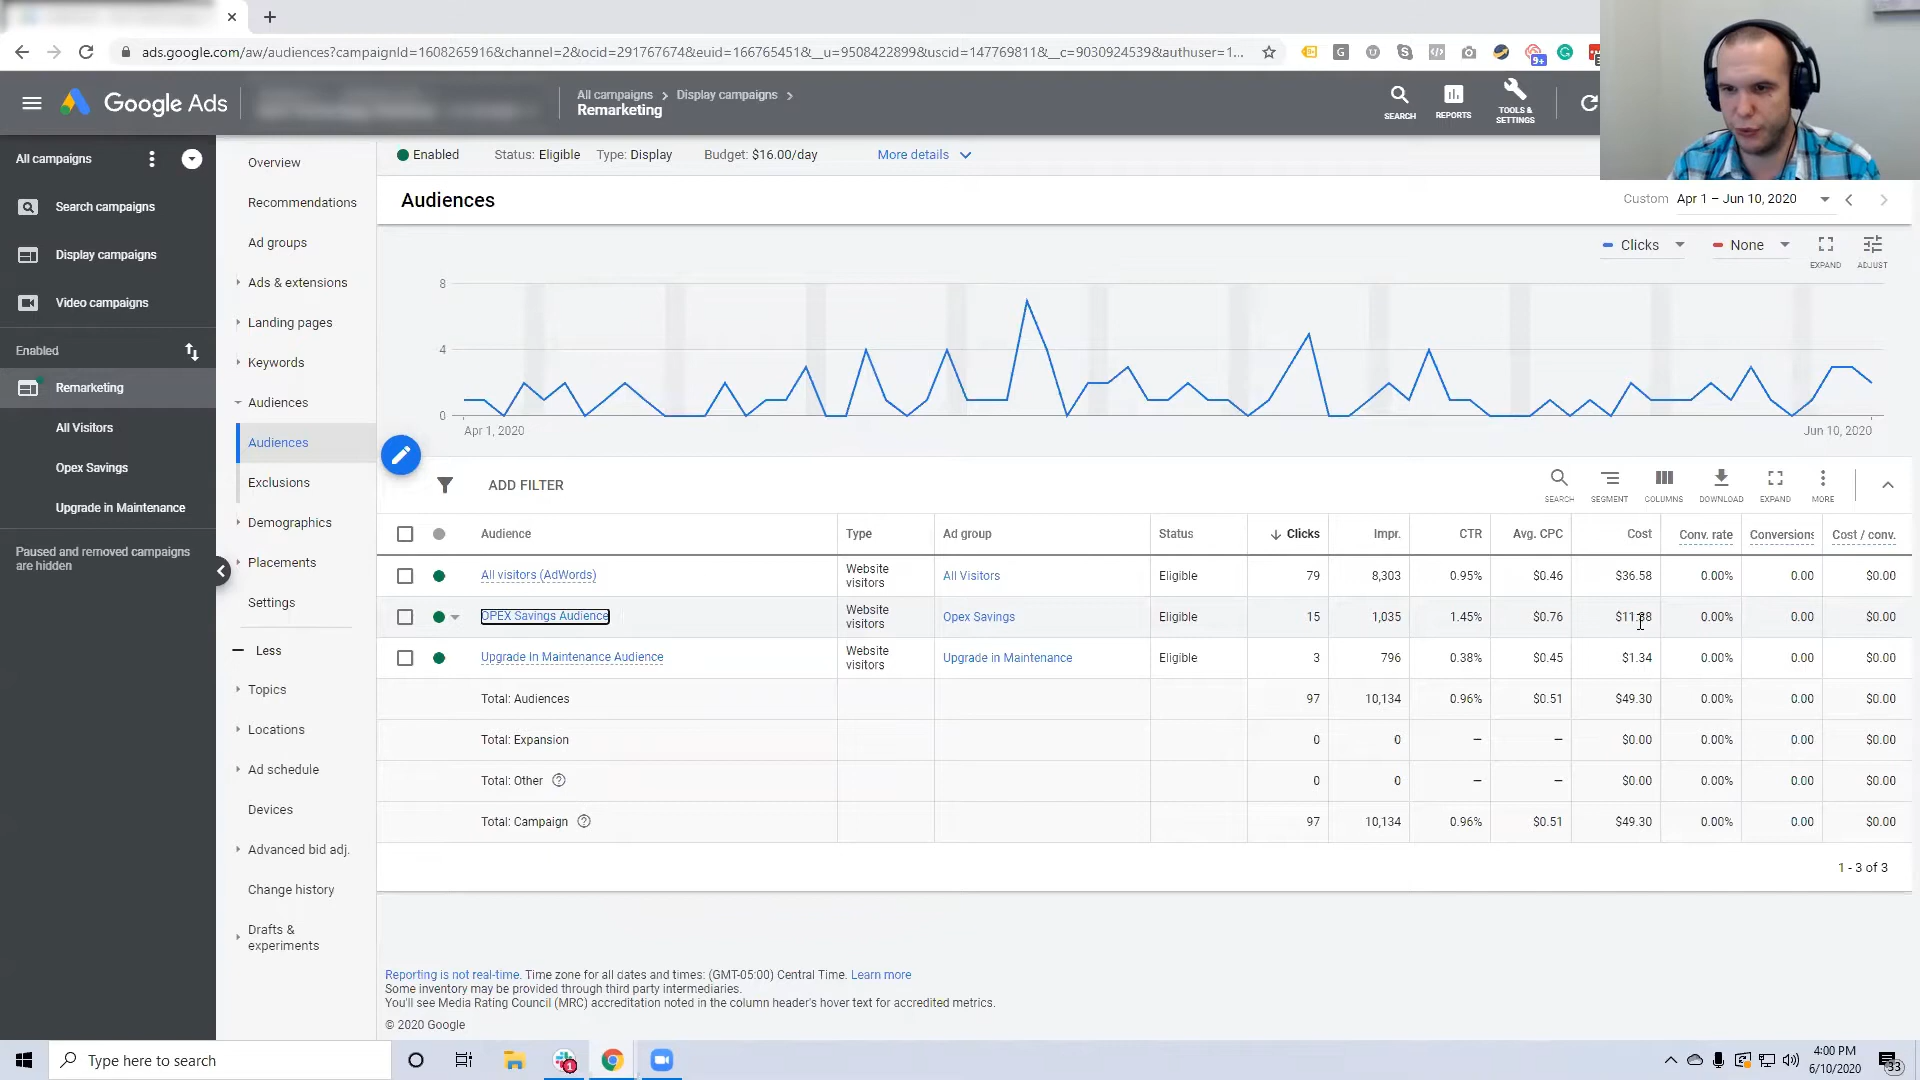 ads.google.com/aw/audiences?campaignId=1608265916&channel=2&ocid=291767674&euid=166765451&__u=9508422899&uscid=147769811&__c=9030924539&authuser=1...
9+
Google Ads
All campaigns > Display campaigns >
Remarketing
SEARCH
REPORTS
TOOLS &
SETTINGS
All campaigns
Search campaigns
Display campaigns
Video campaigns
Enabled
Remarketing
All Visitors
Opex Savings
Upgrade in Maintenance
Paused and removed campaigns
are hidden
Overview
Recommendations
Ad groups
Ads & extensions
Landing pages
Keywords
Audiences
Audiences
Exclusions
Demographics
Placements
Settings
Less
Topics
Locations
Ad schedule
Devices
Advanced bid adj.
Change history
Drafts &
experiments
Enabled Status: Eligible Type: Display Budget: $16.00/day More details
Audiences
Custom Apr 1 – Jun 10, 2020
Clicks None
EXPAND ADJUST
8
4
0
Apr 1, 2020 Jun 10, 2020
ADD FILTER
SEARCH SEGMENT COLUMNS DOWNLOAD EXPAND MORE
Audience Type Ad group Status Clicks Impr. CTR Avg. CPC Cost Conv. rate Conversions Cost / conv.
All visitors (AdWords) Website visitors All Visitors Eligible 79 8,303 0.95% $0.46 $36.58 0.00% 0.00 $0.00
OPEX Savings Audience Website visitors Opex Savings Eligible 15 1,035 1.45% $0.76 $11.38 0.00% 0.00 $0.00
Upgrade In Maintenance Audience Website visitors Upgrade in Maintenance Eligible 3 796 0.38% $0.45 $1.34 0.00% 0.00 $0.00
Total: Audiences 97 10,134 0.96% $0.51 $49.30 0.00% 0.00 $0.00
Total: Expansion 0 0 – – $0.00 0.00% 0.00 $0.00
Total: Other 0 0 – – $0.00 0.00% 0.00 $0.00
Total: Campaign 97 10,134 0.96% $0.51 $49.30 0.00% 0.00 $0.00
1 - 3 of 3
Reporting is not real-time. Time zone for all dates and times: (GMT-05:00) Central Time. Learn more
Some inventory may be provided through third party intermediaries.
You'll see Media Rating Council (MRC) accreditation noted in the column header's hover text for accredited metrics.
© 2020 Google
Type here to search
1
4:00 PM
6/10/2020
33